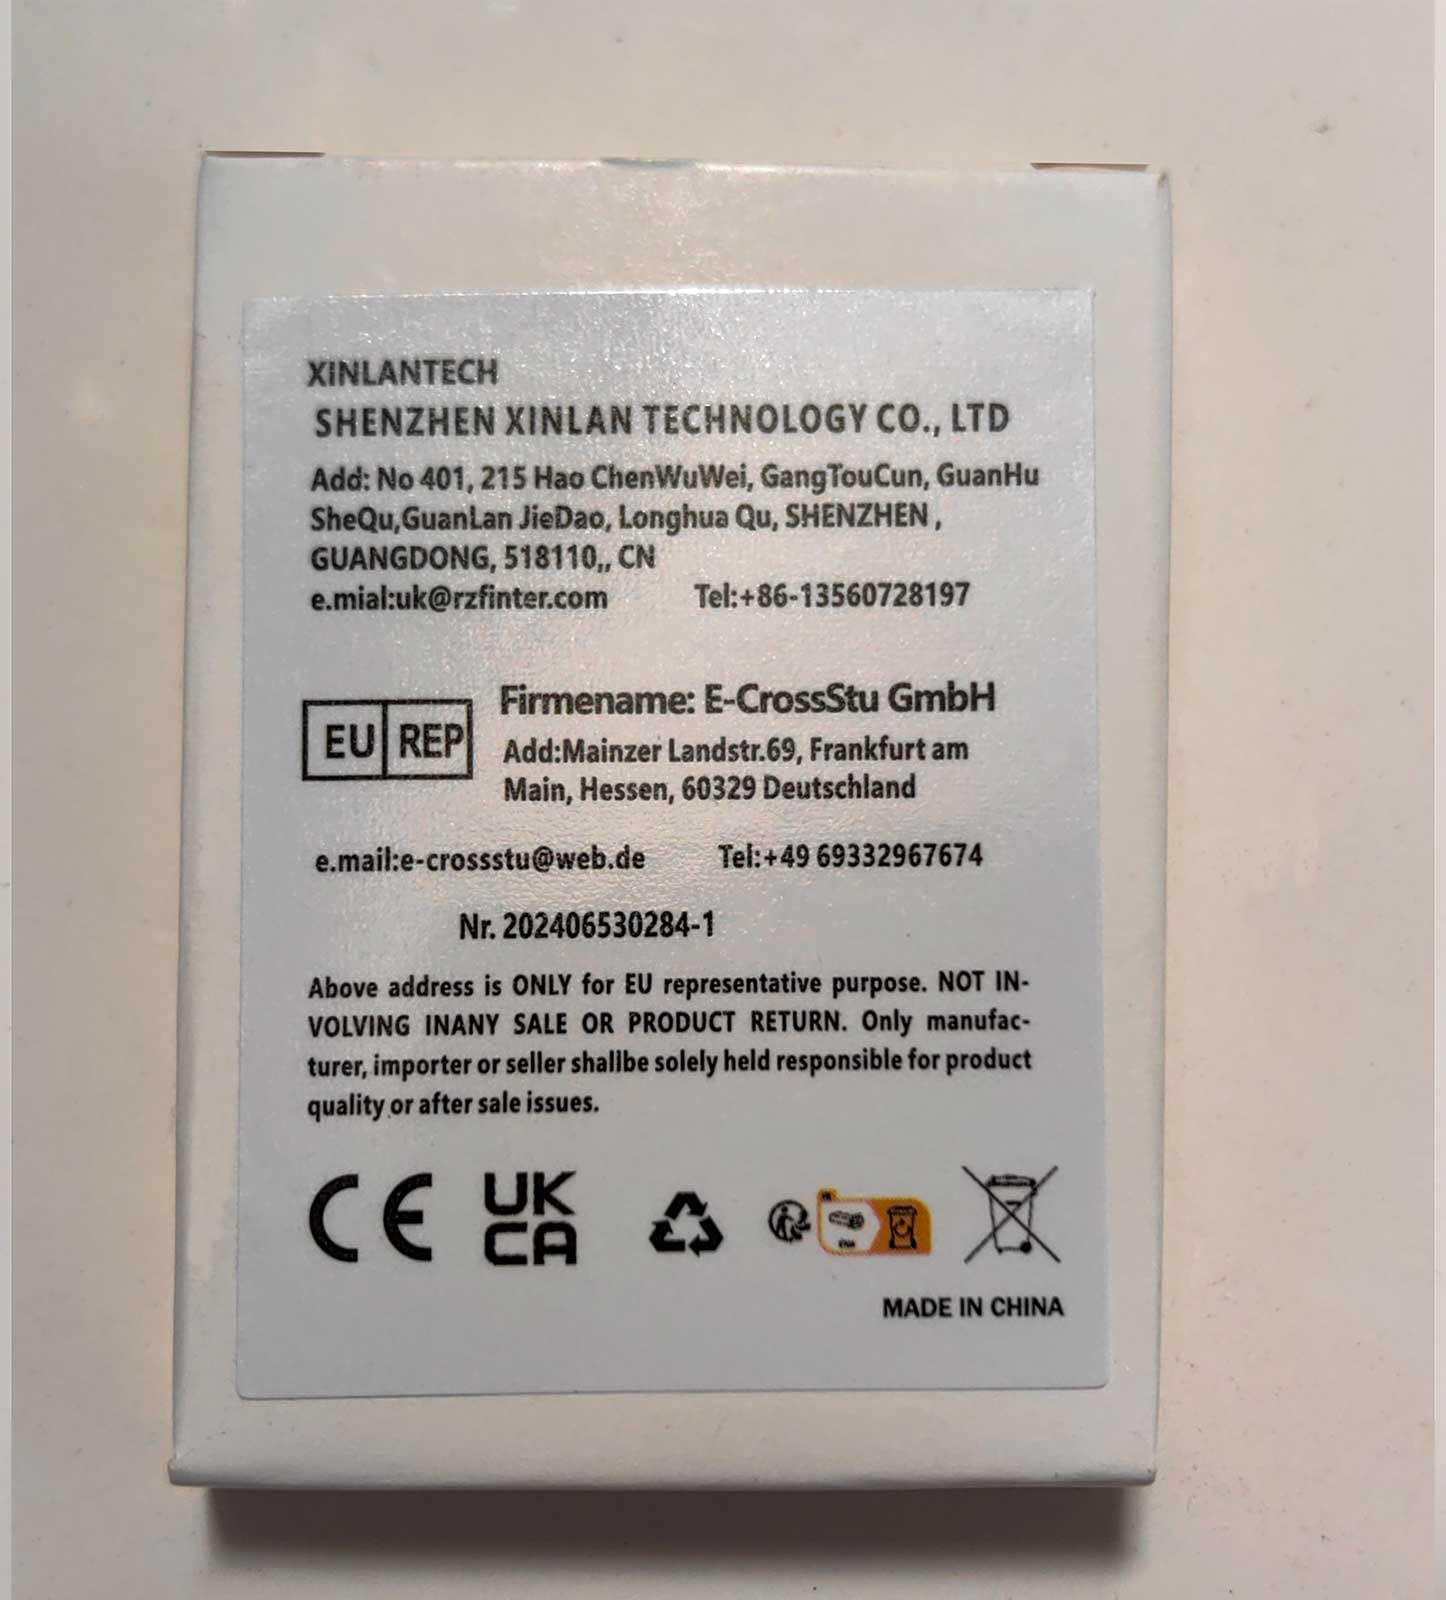 XINLANTECH
SHENZHEN XINLAN TECHNOLOGY CO., LTD
Add: No 401, 215 Hao ChenWuWei, GangTouCun, GuanHu
SheQu,GuanLan JieDao, Longhua Qu, SHENZHEN ,
GUANGDONG, 518110,, CN
e.mial:uk@rzfinter.com Tel:+86-13560728197
EU REP
Firmename: E-CrossStu GmbH
Add:Mainzer Landstr.69, Frankfurt am
Main, Hessen, 60329 Deutschland
e.mail:e-crossstu@web.de Tel:+49 69332967674
Nr. 202406530284-1
Above address is ONLY for EU representative purpose. NOT IN-
VOLVING INANY SALE OR PRODUCT RETURN. Only manufac-
turer, importer or seller shallbe solely held responsible for product
quality or after sale issues.
CE UK
CA
MADE IN CHINA